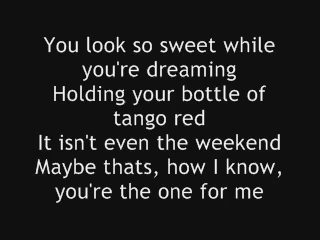 You look so sweet while
you're dreaming
Holding your bottle of
tango red
It isn't even the weekend
Maybe thats, how I know,
you're the one for me